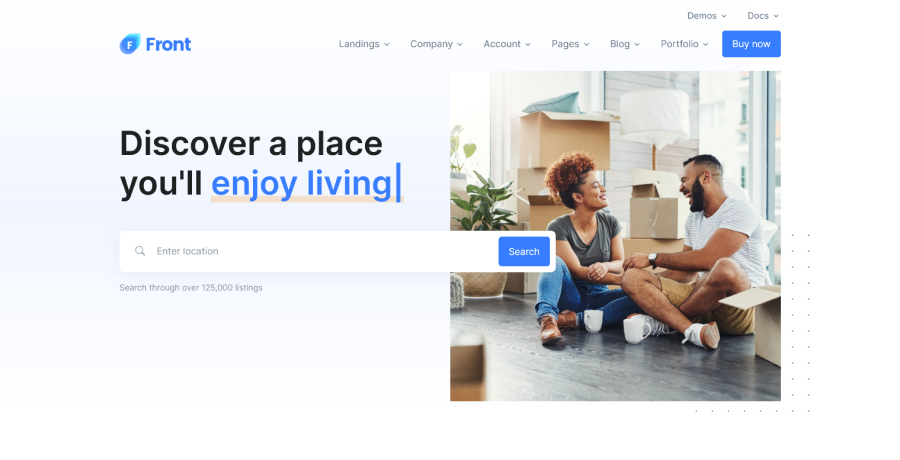 Demos Docs
F Front Landings Company Account Pages Blog Portfolio Buy now
Discover a place
you'll enjoy living|
Enter location Search
Search through over 125,000 listings